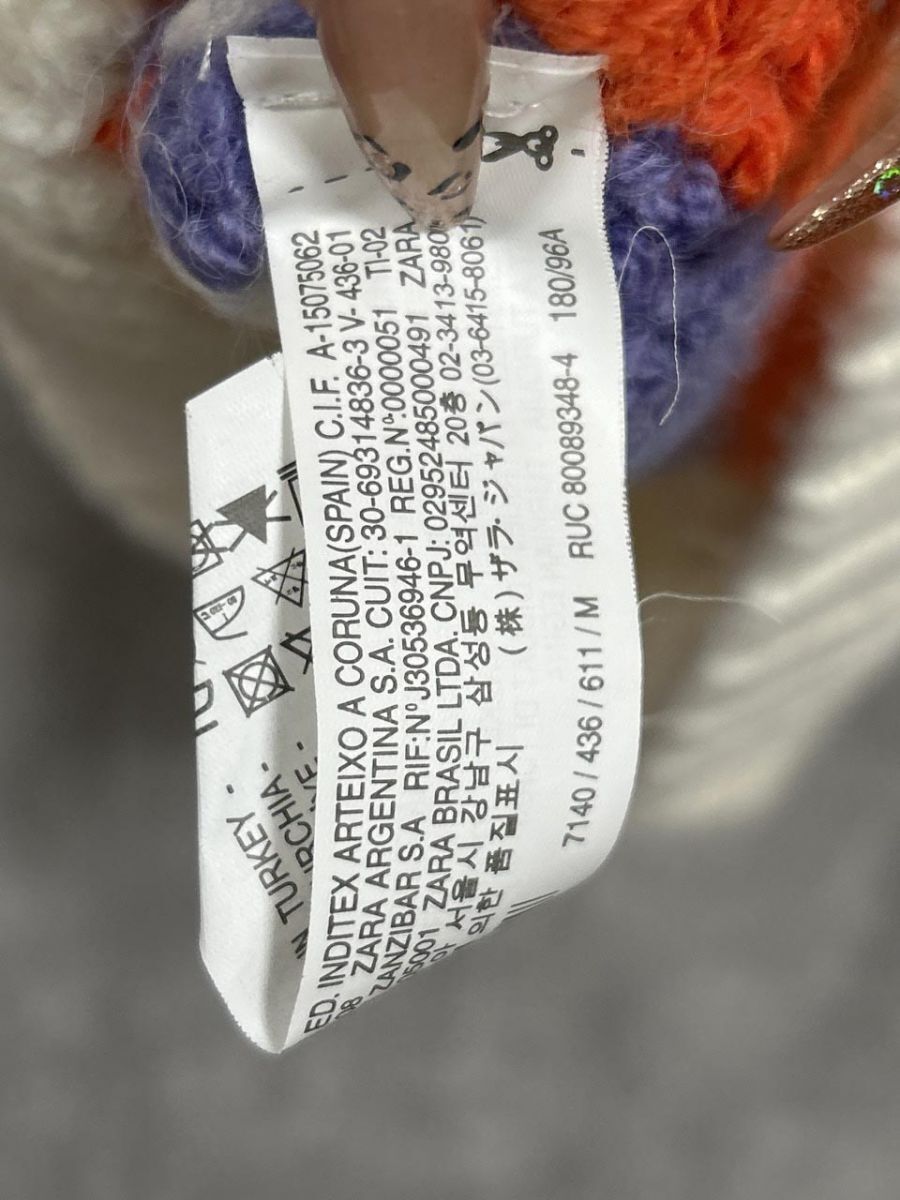 ED. INDITEX ARTEIXO A CORUNA(SPAIN) C.I.F. A-15075062
ZARA ARGENTINA S.A. CUIT: 30-69314836-3 V- 436-01
ZANZIBAR S.A RIF:Nº J30536946-1 REG.Nº:0000051 TI-02
ZARA BRASIL LTDA. CNPJ: 02952485000491 ZARA
서울시 강남구 삼성동 무역센터 20층 02-3413-980
의한 품질표시 (株) ザラ・ジャパン(03-6415-8061)
7140 / 436 / 611 / M RUC 80089348-4 180/96A
IN TURKEY -